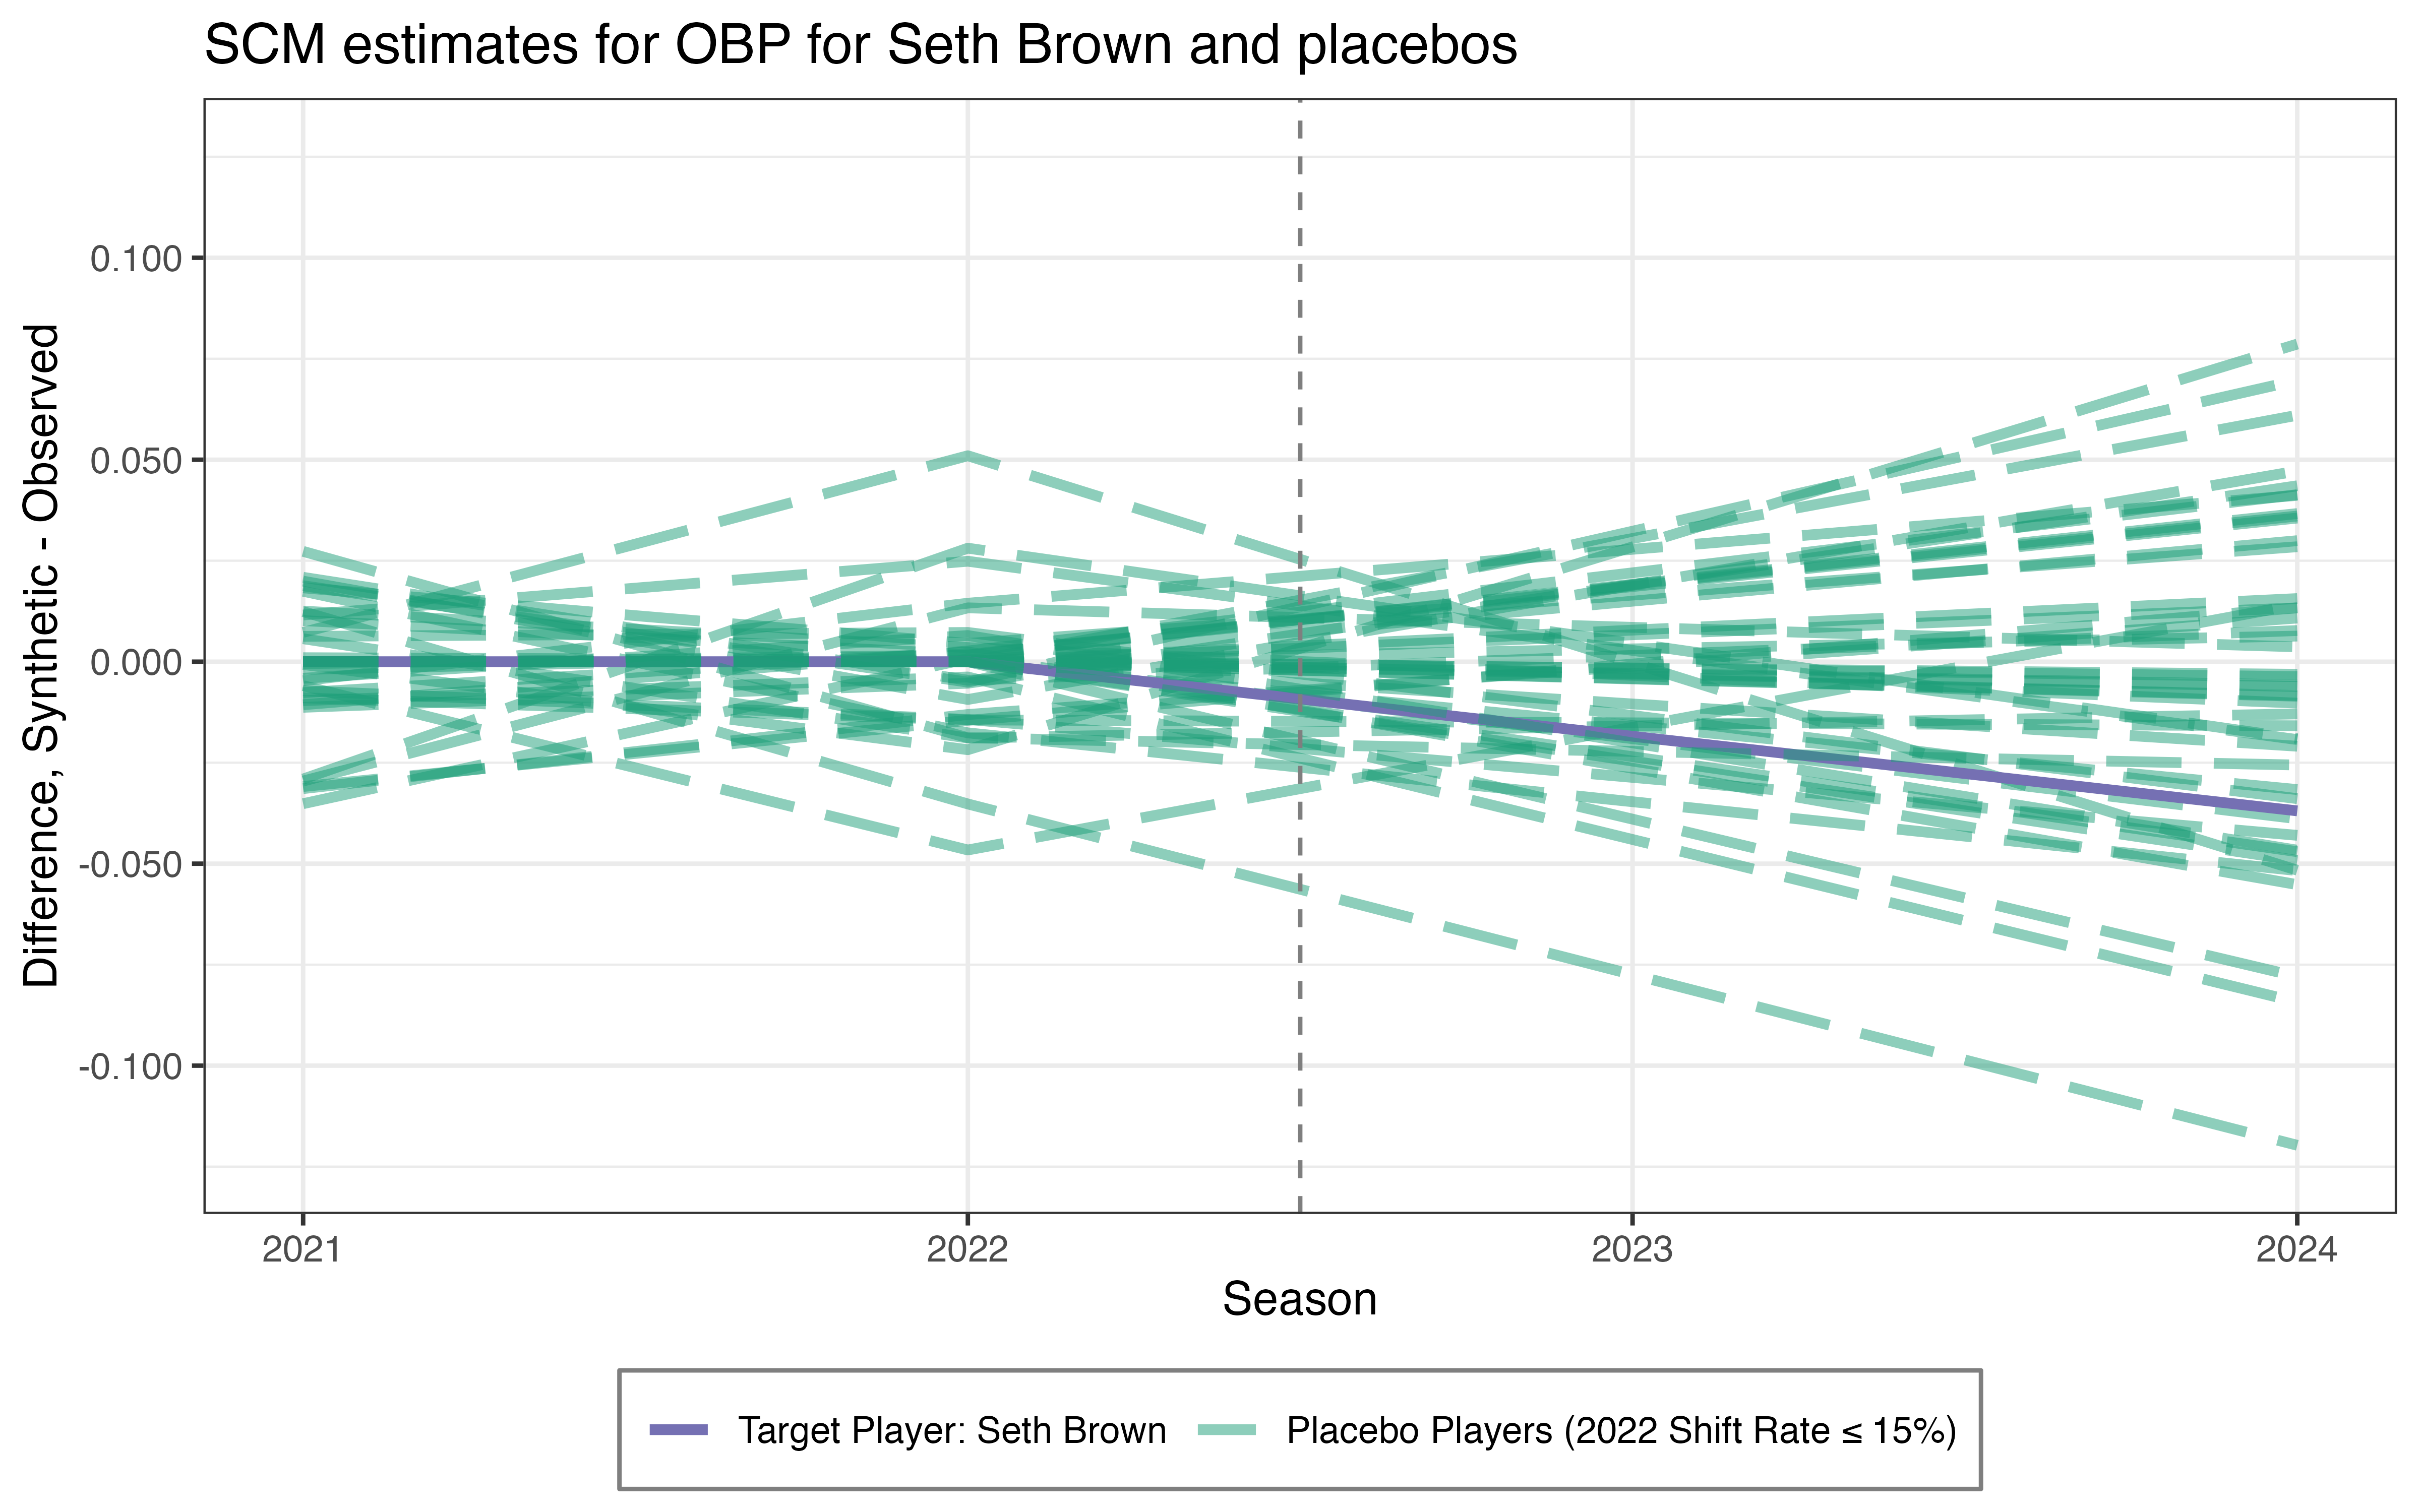 SCM estimates for OBP for Seth Brown and placebos
Difference, Synthetic - Observed
0.100
0.050
0.000
-0.050
-0.100
2021
2022
2023
2024
Season
Target Player: Seth Brown
Placebo Players (2022 Shift Rate ≤ 15%)